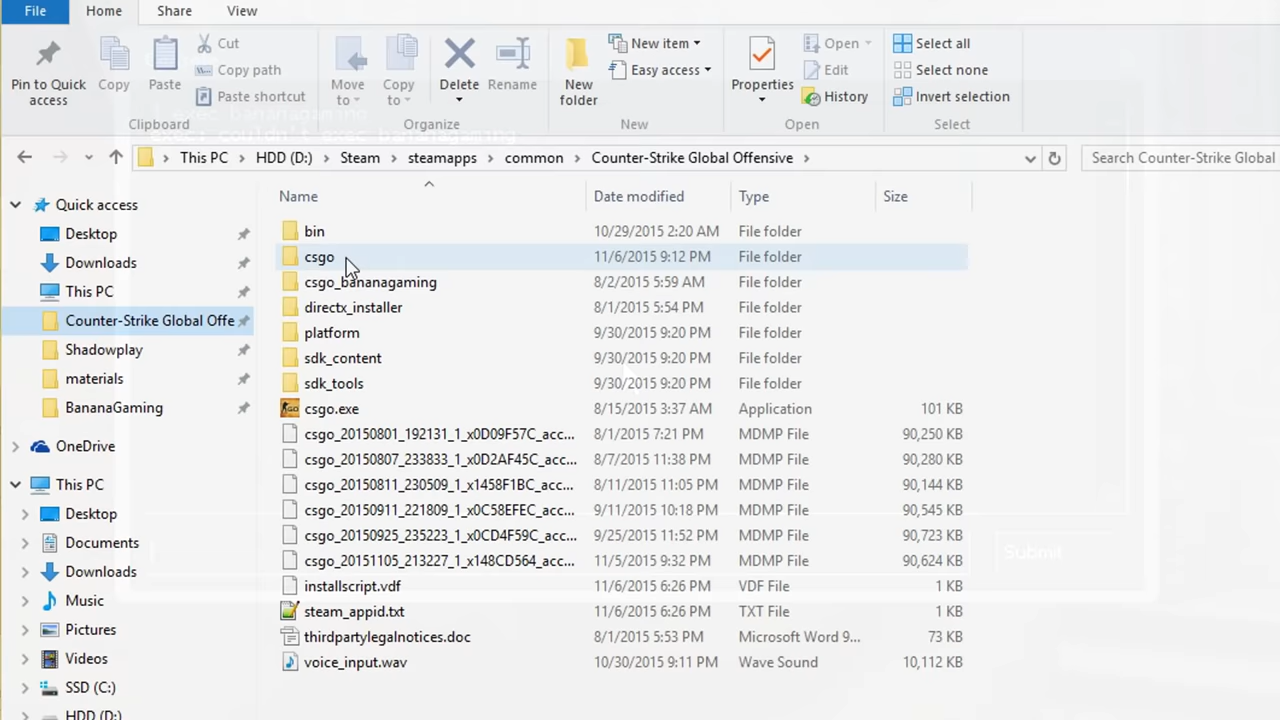 File Home Share View
Pin to Quick access
Copy
Paste
Cut
Copy path
Paste shortcut
Clipboard
Move to
Copy to
Delete
Rename
Organize
New folder
New item
Easy access
New
Properties
Open
Edit
History
Open
Select all
Select none
Invert selection
Select
exec bananagaming
exec: couldn't exec bananagaming
This PC HDD (D:) Steam steamapps common Counter-Strike Global Offensive
Search Counter-Strike Global
Quick access
Desktop
Downloads
This PC
Counter-Strike Global Offe
Shadowplay
materials
BananaGaming
OneDrive
This PC
Desktop
Documents
Downloads
Music
Pictures
Videos
SSD (C:)
HDD (D:)
Name Date modified Type Size
bin 10/29/2015 2:20 AM File folder
csgo 11/6/2015 9:12 PM File folder
csgo_bananagaming 8/2/2015 5:59 AM File folder
directx_installer 8/1/2015 5:54 PM File folder
platform 9/30/2015 9:20 PM File folder
sdk_content 9/30/2015 9:20 PM File folder
sdk_tools 9/30/2015 9:20 PM File folder
csgo.exe 8/15/2015 3:37 AM Application 101 KB
csgo_20150801_192131_1_x0D09F57C_acc... 8/1/2015 7:21 PM MDMP File 90,250 KB
csgo_20150807_233833_1_x0D2AF45C_acc... 8/7/2015 11:38 PM MDMP File 90,280 KB
csgo_20150811_230509_1_x1458F1BC_acc... 8/11/2015 11:05 PM MDMP File 90,144 KB
csgo_20150911_221809_1_x0C58EFEC_acc... 9/11/2015 10:18 PM MDMP File 90,545 KB
csgo_20150925_235223_1_x0CD4F59C_acc... 9/25/2015 11:52 PM MDMP File 90,723 KB
csgo_20151105_213227_1_x148CD564_acc... 11/5/2015 9:32 PM MDMP File 90,624 KB
installscript.vdf 11/6/2015 6:26 PM VDF File 1 KB
steam_appid.txt 11/6/2015 6:26 PM TXT File 1 KB
thirdpartylegalnotices.doc 8/1/2015 5:53 PM Microsoft Word 9... 73 KB
voice_input.wav 10/30/2015 9:11 PM Wave Sound 10,112 KB
Submit